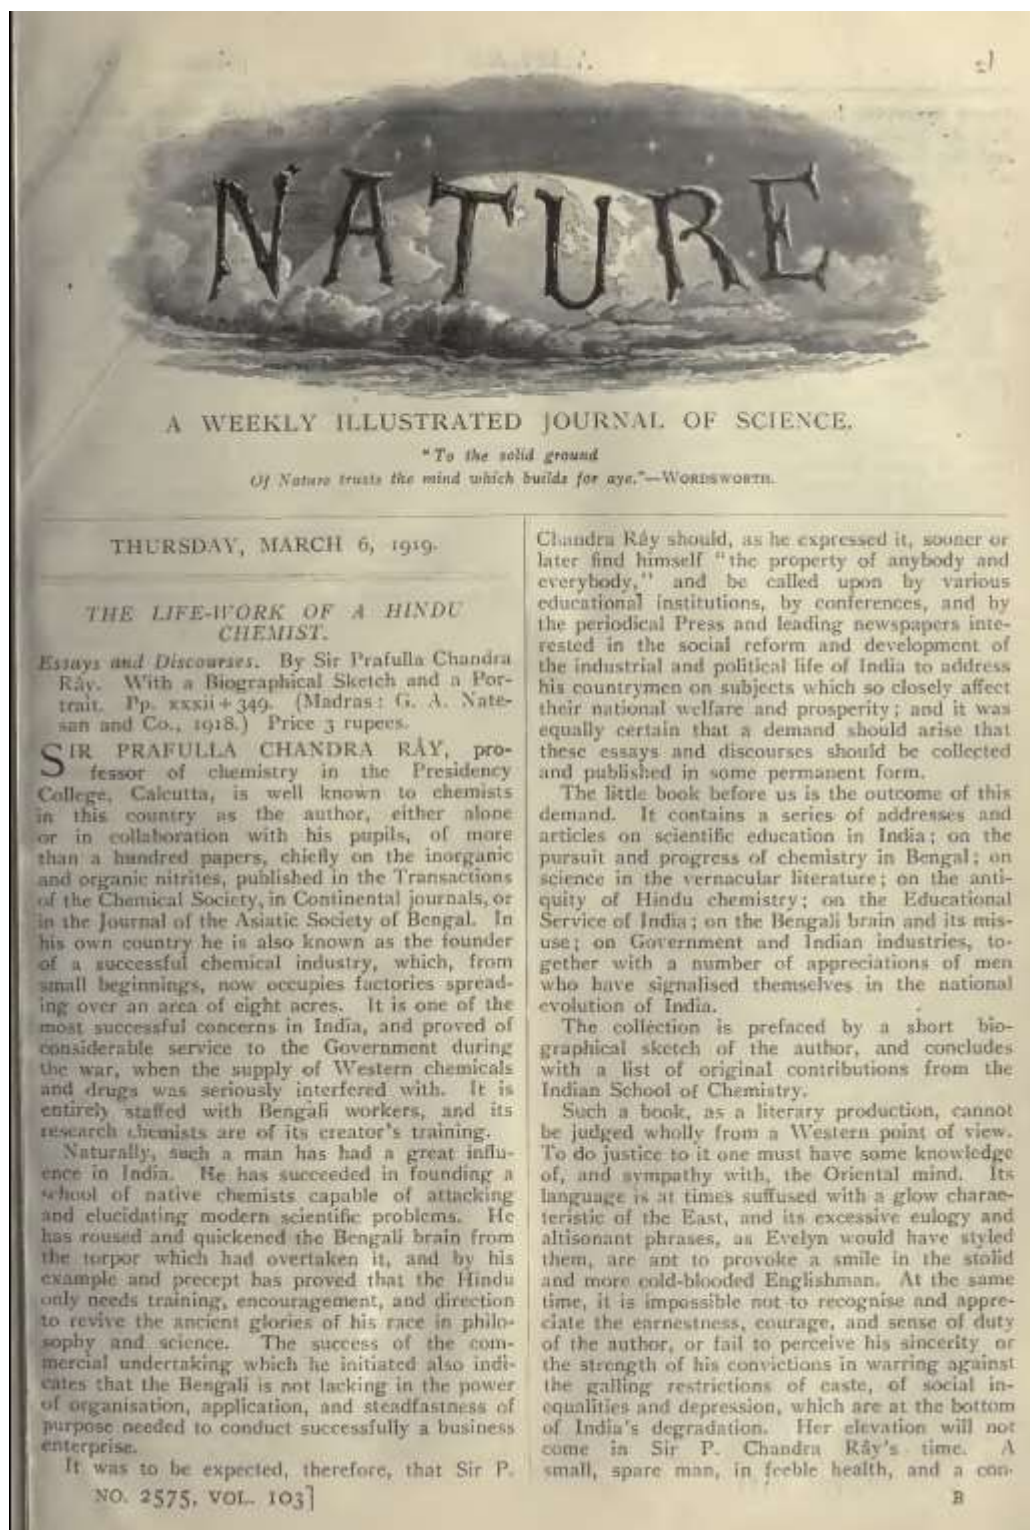 NATURE
A WEEKLY ILLUSTRATED JOURNAL OF SCIENCE.
"To the solid ground
Of Nature trusts the mind which builds for aye."—WORDSWORTH.
THURSDAY, MARCH 6, 1919.
THE LIFE-WORK OF A HINDU
CHEMIST.
Essays and Discourses. By Sir Prafulla Chandra
Rây. With a Biographical Sketch and a Por-
trait. Pp. xxxii+349. (Madras: G. A. Nate-
san and Co., 1918.) Price 3 rupees.
SIR PRAFULLA CHANDRA RÂY, pro-
fessor of chemistry in the Presidency
College, Calcutta, is well known to chemists
in this country as the author, either alone
or in collaboration with his pupils, of more
than a hundred papers, chiefly on the inorganic
and organic nitrites, published in the Transactions
of the Chemical Society, in Continental journals, or
in the Journal of the Asiatic Society of Bengal. In
his own country he is also known as the founder
of a successful chemical industry, which, from
small beginnings, now occupies factories spread-
ing over an area of eight acres. It is one of the
most successful concerns in India, and proved of
considerable service to the Government during
the war, when the supply of Western chemicals
and drugs was seriously interfered with. It is
entirely staffed with Bengali workers, and its
research chemists are of its creator's training.
Naturally, such a man has had a great influ-
ence in India. He has succeeded in founding a
school of native chemists capable of attacking
and elucidating modern scientific problems. He
has roused and quickened the Bengali brain from
the torpor which had overtaken it, and by his
example and precept has proved that the Hindu
only needs training, encouragement, and direction
to revive the ancient glories of his race in philo-
sophy and science. The success of the com-
mercial undertaking which he initiated also indi-
cates that the Bengali is not lacking in the power
of organisation, application, and steadfastness of
purpose needed to conduct successfully a business
enterprise.
It was to be expected, therefore, that Sir P.
NO. 2575, VOL. 103]
Chandra Rây should, as he expressed it, sooner or
later find himself "the property of anybody and
everybody," and be called upon by various
educational institutions, by conferences, and by
the periodical Press and leading newspapers inte-
rested in the social reform and development of
the industrial and political life of India to address
his countrymen on subjects which so closely affect
their national welfare and prosperity; and it was
equally certain that a demand should arise that
these essays and discourses should be collected
and published in some permanent form.
The little book before us is the outcome of this
demand. It contains a series of addresses and
articles on scientific education in India; on the
pursuit and progress of chemistry in Bengal; on
science in the vernacular literature; on the anti-
quity of Hindu chemistry; on the Educational
Service of India; on the Bengali brain and its mis-
use; on Government and Indian industries, to-
gether with a number of appreciations of men
who have signalised themselves in the national
evolution of India.
The collection is prefaced by a short bio-
graphical sketch of the author, and concludes
with a list of original contributions from the
Indian School of Chemistry.
Such a book, as a literary production, cannot
be judged wholly from a Western point of view.
To do justice to it one must have some knowledge
of, and sympathy with, the Oriental mind. Its
language is at times suffused with a glow charac-
teristic of the East, and its excessive eulogy and
altisonant phrases, as Evelyn would have styled
them, are apt to provoke a smile in the stolid
and more cold-blooded Englishman. At the same
time, it is impossible not to recognise and appre-
ciate the earnestness, courage, and sense of duty
of the author, or fail to perceive his sincerity or
the strength of his convictions in warring against
the galling restrictions of caste, of social in-
equalities and depression, which are at the bottom
of India's degradation. Her elevation will not
come in Sir P. Chandra Rây's time. A
small, spare man, in feeble health, and a con-
B